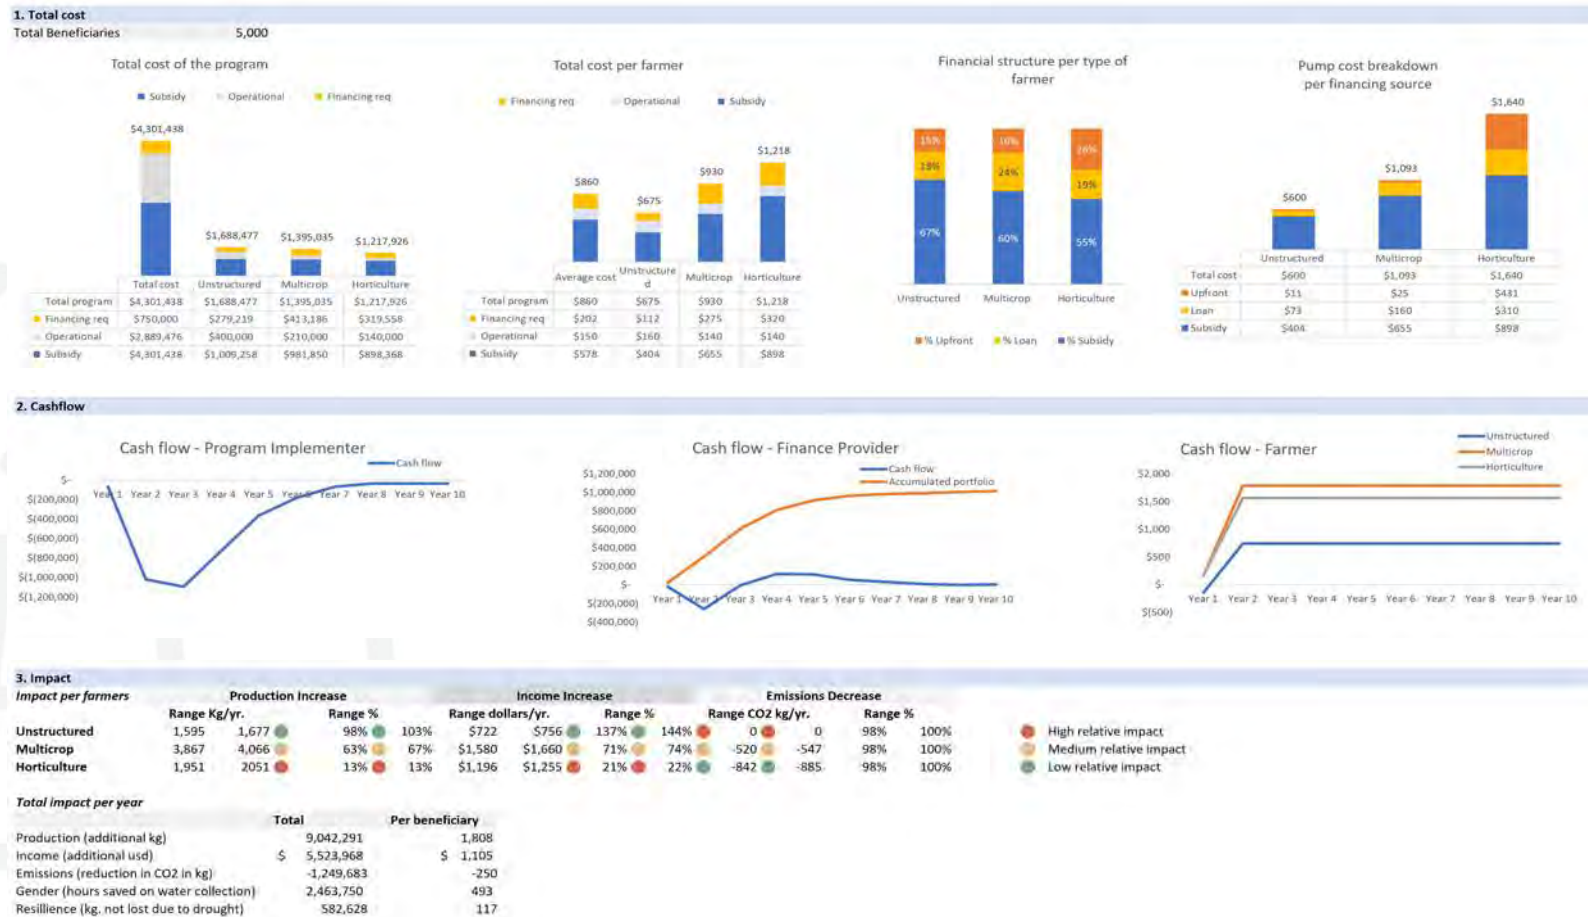 1. Total cost
Total Beneficiaries 5,000
Total cost of the program
Subsidy Operational Financing req
$4,301,438
$1,688,477 $1,395,035 $1,217,926
Total cost Unstructured Multicrop Horticulture
Total program $4,301,438 $1,688,477 $1,395,035 $1,217,926
Financing req $750,000 $279,219 $413,186 $319,558
Operational $2,889,476 $400,000 $210,000 $140,000
Subsidy $4,301,438 $1,009,258 $981,850 $898,368
Total cost per farmer
Financing req Operational Subsidy
$860 $675 $930 $1,218
Average cost Unstructure
d Multicrop Horticulture
Total program $860 $675 $930 $1,218
Financing req $202 $112 $275 $320
Operational $150 $160 $140 $140
Subsidy $578 $404 $655 $898
Financial structure per type of
farmer
15% 16% 26%
18% 24% 19%
67% 60% 55%
Unstructured Multicrop Horticulture
% Upfront % Loan % Subsidy
Pump cost breakdown
per financing source
$600 $1,093 $1,640
Unstructured Multicrop Horticulture
Total cost $600 $1,093 $1,640
Upfront $11 $25 $431
Loan $73 $160 $310
Subsidy $404 $655 $898
2. Cashflow
Cash flow - Program Implementer
Cash flow
$-
$(200,000)
$(400,000)
$(600,000)
$(800,000)
$(1,000,000)
$(1,200,000)
Year 1 Year 2 Year 3 Year 4 Year 5 Year 6 Year 7 Year 8 Year 9 Year 10
Cash flow - Finance Provider
Cash flow
Accumulated portfolio
$1,200,000
$1,000,000
$800,000
$600,000
$400,000
$200,000
$-
$(200,000)
$(400,000)
Year 1 Year 2 Year 3 Year 4 Year 5 Year 6 Year 7 Year 8 Year 9 Year 10
Cash flow - Farmer
Unstructured
Multicrop
Horticulture
$2,000
$1,500
$1,000
$500
$-
$(500)
Year 1 Year 2 Year 3 Year 4 Year 5 Year 6 Year 7 Year 8 Year 9 Year 10
3. Impact
Impact per farmers Production Increase Income Increase Emissions Decrease
Range Kg/yr. Range % Range dollars/yr. Range % Range CO2 kg/yr. Range %
Unstructured 1,595 1,677 98% 103% $722 $756 137% 144% 0 0 98% 100%
Multicrop 3,867 4,066 63% 67% $1,580 $1,660 71% 74% -520 -547 98% 100%
Horticulture 1,951 2051 13% 13% $1,196 $1,255 21% 22% -842 -885 98% 100%
High relative impact
Medium relative impact
Low relative impact
Total impact per year
Total Per beneficiary
Production (additional kg) 9,042,291 1,808
Income (additional usd) $ 5,523,968 $ 1,105
Emissions (reduction in CO2 in kg) -1,249,683 -250
Gender (hours saved on water collection) 2,463,750 493
Resillience (kg. not lost due to drought) 582,628 117